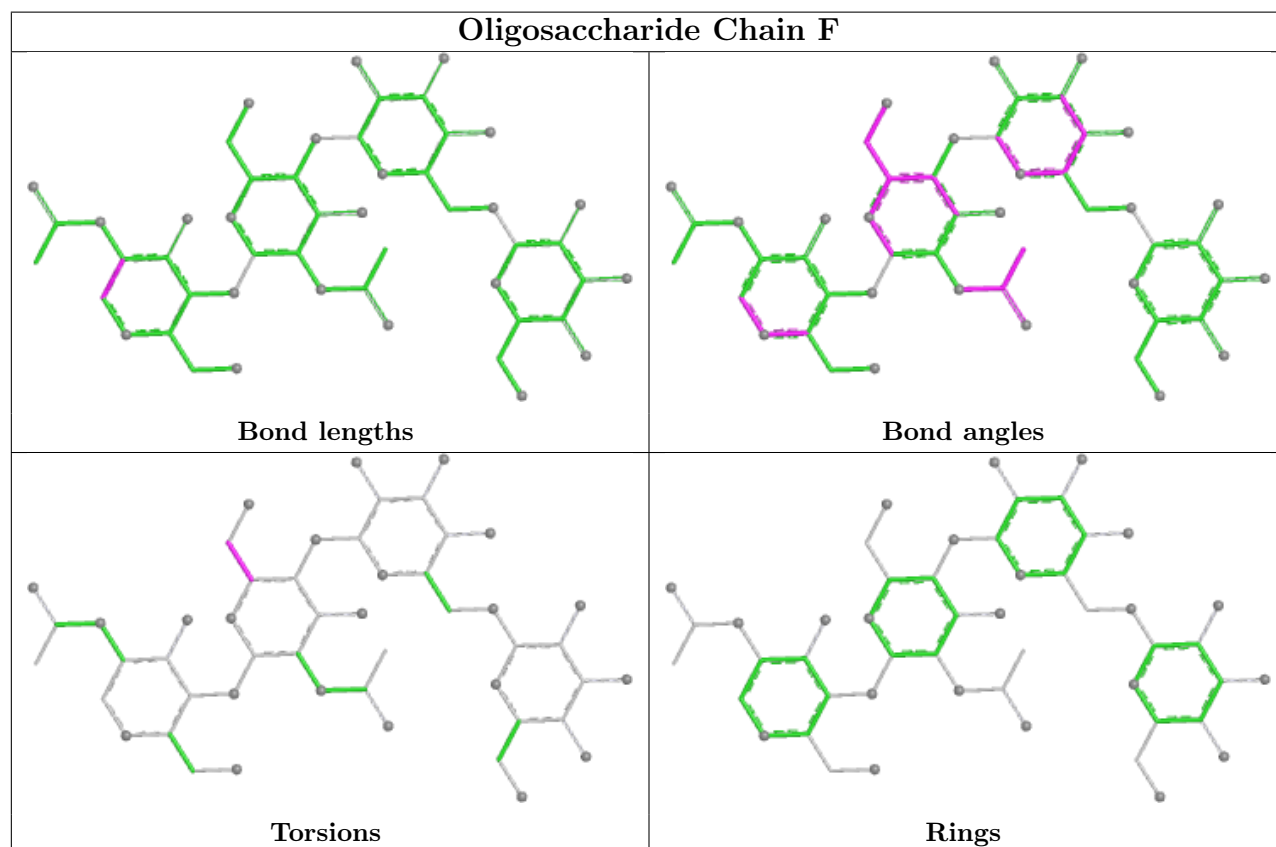 Oligosaccharide Chain F
Bond lengths
Bond angles
Torsions
Rings